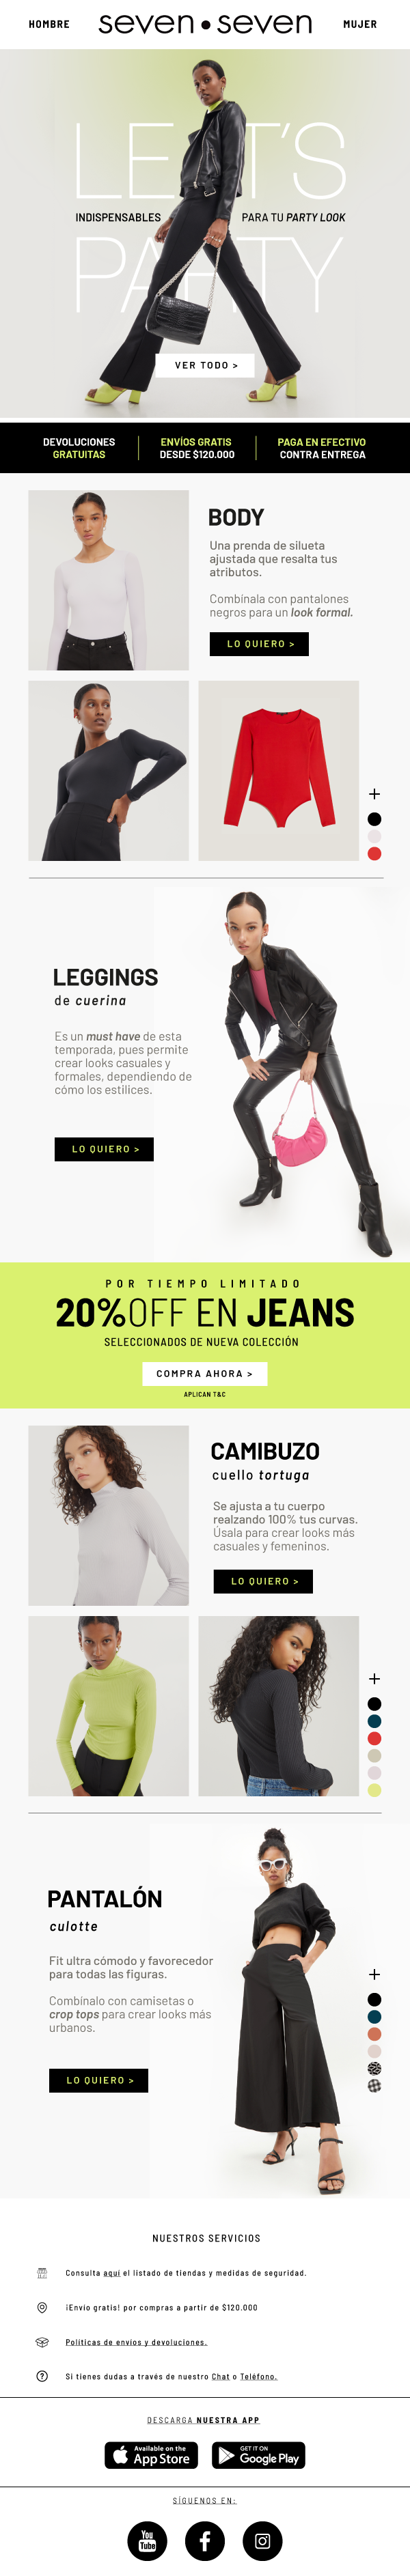 HOMBRE
seven•seven
MUJER
LET'S
INDISPENSABLES
PARA TU PARTY LOOK
PARTY
VER TODO >
DEVOLUCIONES
GRATUITAS
ENVÍOS GRATIS
DESDE $120.000
PAGA EN EFECTIVO
CONTRA ENTREGA
BODY
Una prenda de silueta
ajustada que resalta tus
atributos.
Combínala con pantalones
negros para un look formal.
LO QUIERO >
LEGGINGS
de cuerina
Es un must have de esta
temporada, pues permite
crear looks casuales y
formales, dependiendo de
cómo los estilices.
LO QUIERO >
POR TIEMPO LIMITADO
20%OFF EN JEANS
SELECCIONADOS DE NUEVA COLECCIÓN
COMPRA AHORA >
APLICAN T&C
CAMIBUZO
cuello tortuga
Se ajusta a tu cuerpo
realzando 100% tus curvas.
Úsala para crear looks más
casuales y femeninos.
LO QUIERO >
PANTALÓN
culotte
Fit ultra cómodo y favorecedor
para todas las figuras.
Combínalo con camisetas o
crop tops para crear looks más
urbanos.
LO QUIERO >
NUESTROS SERVICIOS
Consulta aquí el listado de tiendas y medidas de seguridad.
¡Envío gratis! por compras a partir de $120.000
Políticas de envíos y devoluciones.
Si tienes dudas a través de nuestro Chat o Teléfono.
DESCARGA NUESTRA APP
Available on the
App Store
GET IT ON
Google Play
SÍGUENOS EN:
You
Tube